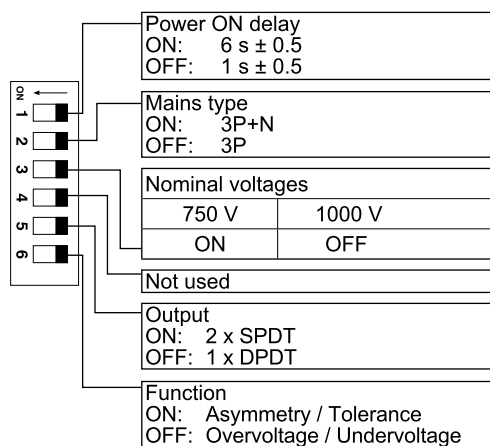 Power ON delay
ON: 6 s ± 0.5
OFF: 1 s ± 0.5
ON
1
2
3
4
5
6
Mains type
ON: 3P+N
OFF: 3P
Nominal voltages
750 V 1000 V
ON OFF
Not used
Output
ON: 2 x SPDT
OFF: 1 x DPDT
Function
ON: Asymmetry / Tolerance
OFF: Overvoltage / Undervoltage